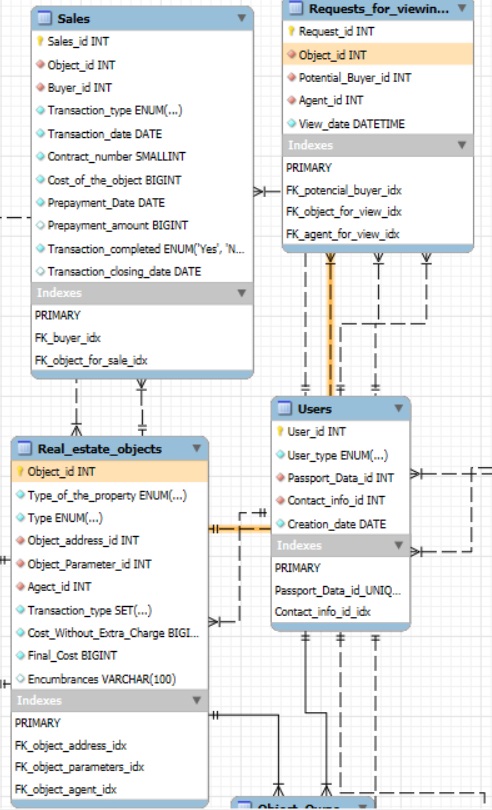 Sales
Sales_id INT
Object_id INT
Buyer_id INT
Transaction_type ENUM(...)
Transaction_date DATE
Contract_number SMALLINT
Cost_of_the_object BIGINT
Prepayment_Date DATE
Prepayment_amount BIGINT
Transaction_completed ENUM('Yes', 'N...
Transaction_closing_date DATE
Indexes
PRIMARY
FK_buyer_idx
FK_object_for_sale_idx
Requests_for_viewin...
Request_id INT
Object_id INT
Potential_Buyer_id INT
Agent_id INT
View_date DATETIME
Indexes
PRIMARY
FK_potencial_buyer_idx
FK_object_for_view_idx
FK_agent_for_view_idx
Real_estate_objects
Object_id INT
Type_of_the_property ENUM(...)
Type ENUM(...)
Object_address_id INT
Object_Parameter_id INT
Agect_id INT
Transaction_type SET(...)
Cost_Without_Extra_Charge BIGI...
Final_Cost BIGINT
Encumbrances VARCHAR(100)
Indexes
PRIMARY
FK_object_address_idx
FK_object_parameters_idx
FK_object_agent_idx
Users
User_id INT
User_type ENUM(...)
Passport_Data_id INT
Contact_info_id INT
Creation_date DATE
Indexes
PRIMARY
Passport_Data_id_UNIQ...
Contact_info_id_idx